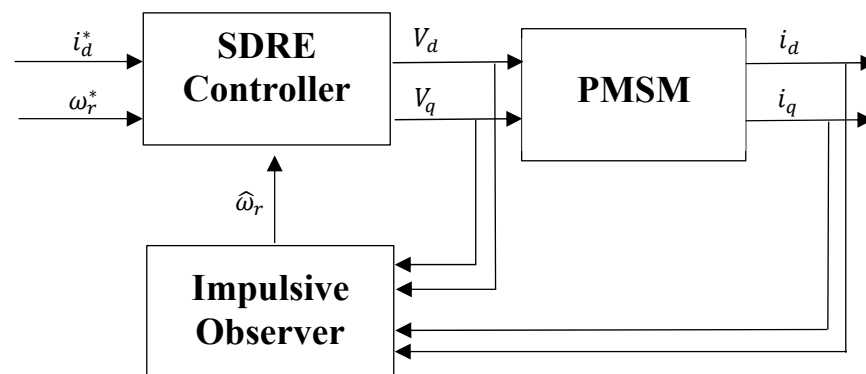 i_d^*
ω_r^*
SDRE
Controller
V_d
V_q
PMSM
i_d
i_q
ω̂_r
Impulsive
Observer